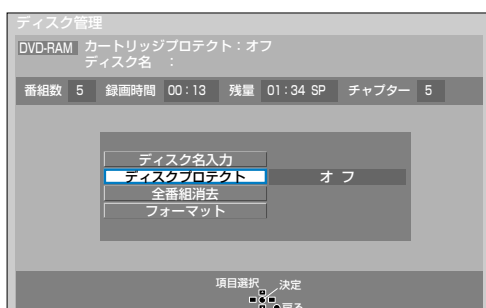 ディスク管理
DVD-RAM カートリッジプロテクト：オフ
ディスク名　：
番組数 5 録画時間 00：13 残量 01：34 SP チャプター 5
ディスク名入力
ディスクプロテクト オフ
全番組消去
フォーマット
項目選択 決定
戻る